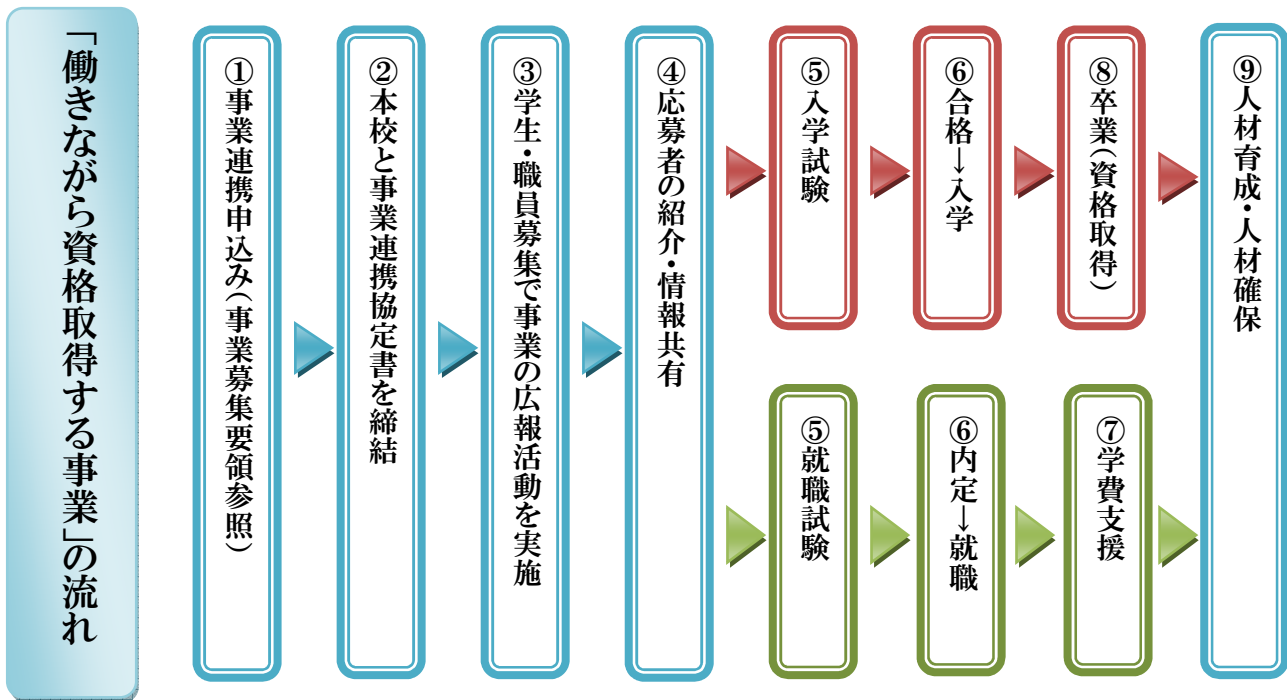 「働きながら資格取得する事業」の流れ
①事業連携申込み(事業募集要領参照)
②本校と事業連携協定書を締結
③学生・職員募集で事業の広報活動を実施
④応募者の紹介・情報共有
⑤入学試験
⑥合格→入学
⑧卒業(資格取得)
⑤就職試験
⑥内定→就職
⑦学費支援
⑨人材育成・人材確保